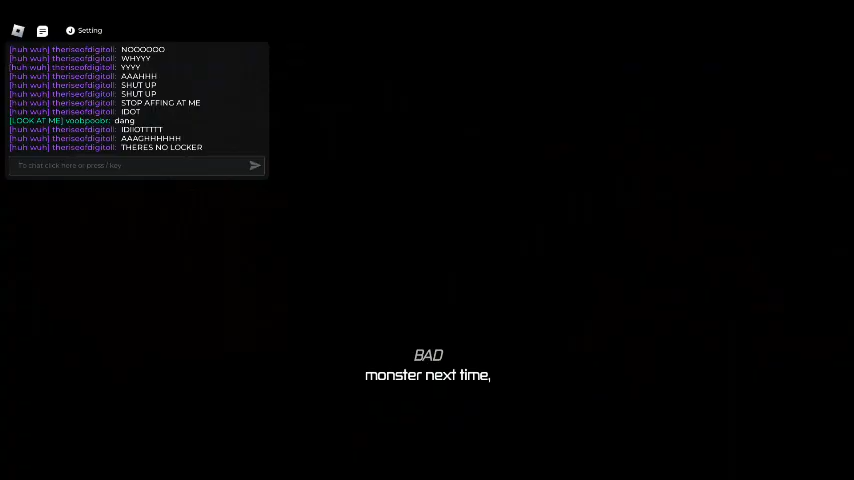 Setting
[huh wuh] theriseofdigitoll: NOOOOOO
[huh wuh] theriseofdigitoll: WHYYY
[huh wuh] theriseofdigitoll: YYYY
[huh wuh] theriseofdigitoll: AAAHHH
[huh wuh] theriseofdigitoll: SHUT UP
[huh wuh] theriseofdigitoll: SHUT UP
[huh wuh] theriseofdigitoll: STOP AFFING AT ME
[huh wuh] theriseofdigitoll: IDOT
[LOOK AT ME] voobpoobr: dang
[huh wuh] theriseofdigitoll: IDIIOTTTTT
[huh wuh] theriseofdigitoll: AAAGHHHHHH
[huh wuh] theriseofdigitoll: THERES NO LOCKER
To chat click here or press / key
BAD
monster next time,